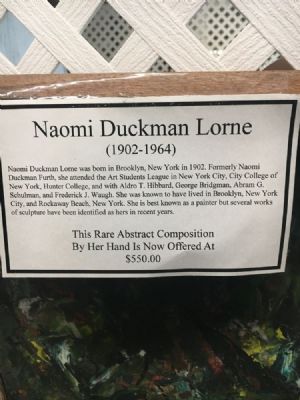 Naomi Duckman Lorne
(1902-1964)
Naomi Duckman Lorne was born in Brooklyn, New York in 1902. Formerly Naomi
Duckman Furth, she attended the Art Students League in New York City, City College of
New York, Hunter College, and with Aldro T. Hibbard, George Bridgman, Abram G.
Schulman, and Frederick J. Waugh. She was known to have lived in Brooklyn, New York
City, and Rockaway Beach, New York. She is best known as a painter but several works
of sculpture have been identified as hers in recent years.
This Rare Abstract Composition
By Her Hand Is Now Offered At
$550.00